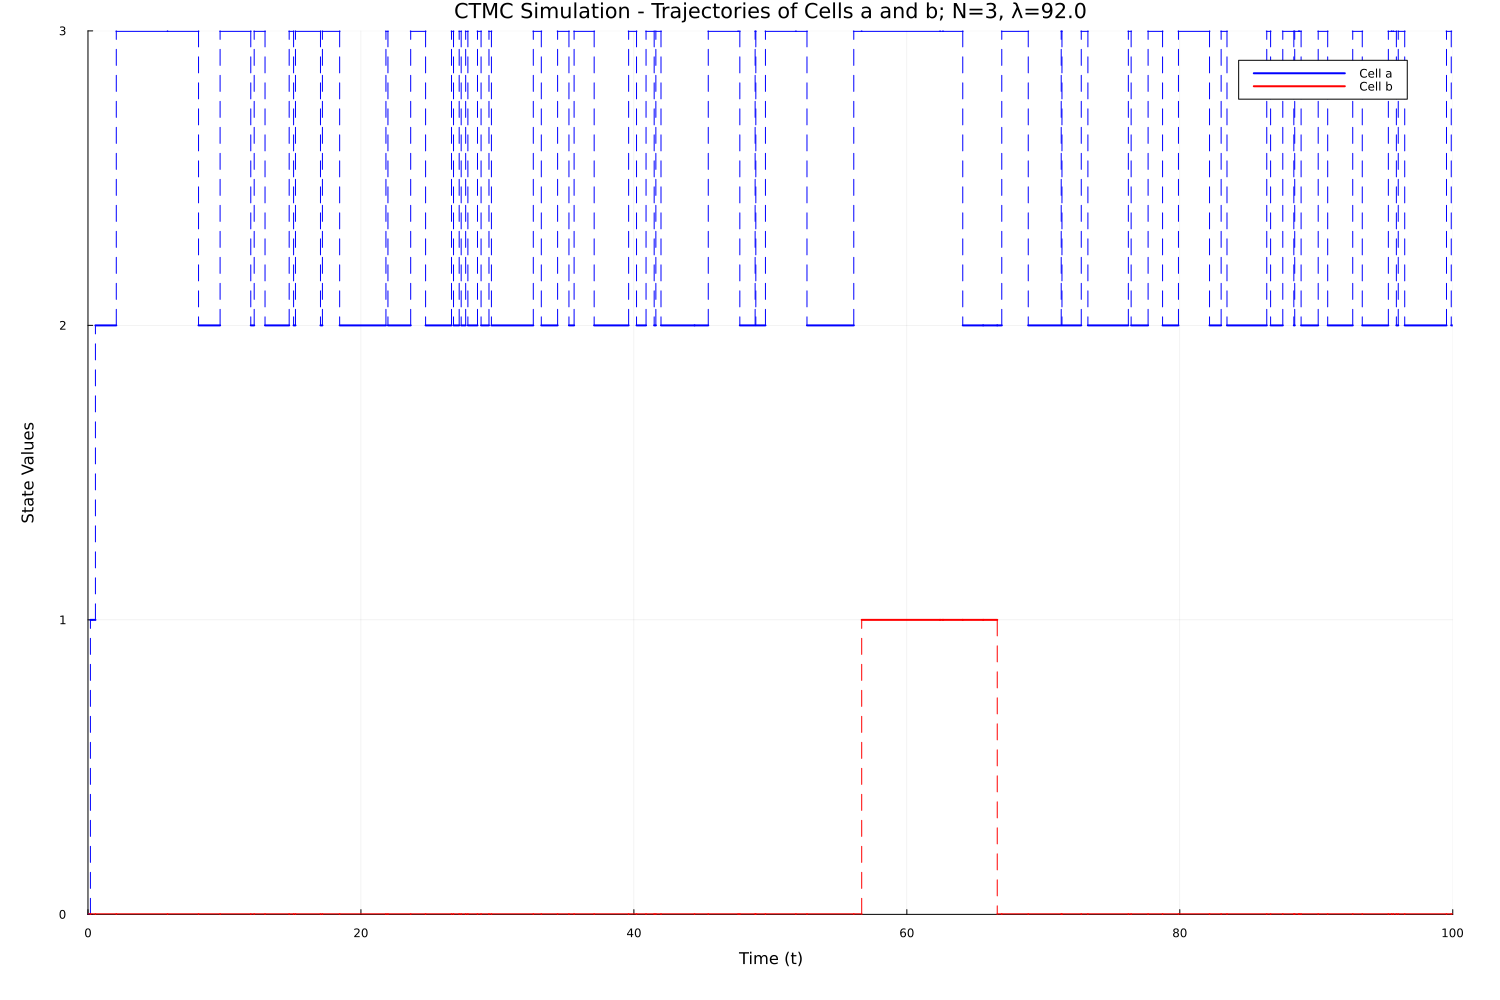 CTMC Simulation - Trajectories of Cells a and b; N=3, λ=92.0
3
Cell a
Cell b
2
State Values
1
0
0 20 40 60 80 100
Time (t)